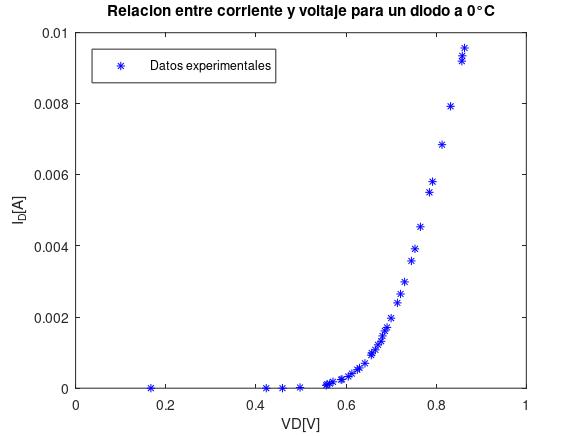 Relacion entre corriente y voltaje para un diodo a 0°C
Datos experimentales
0.01
0.008
0.006
0.004
0.002
0
I_D[A]
0 0.2 0.4 0.6 0.8 1
VD[V]